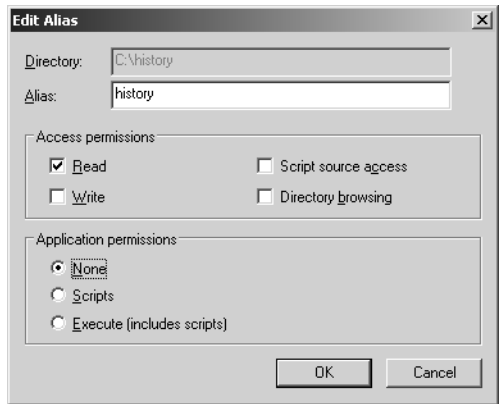 Edit Alias
Directory: C:\history
Alias: history
Access permissions
Read Script source access
Write Directory browsing
Application permissions
None
Scripts
Execute (includes scripts)
OK Cancel